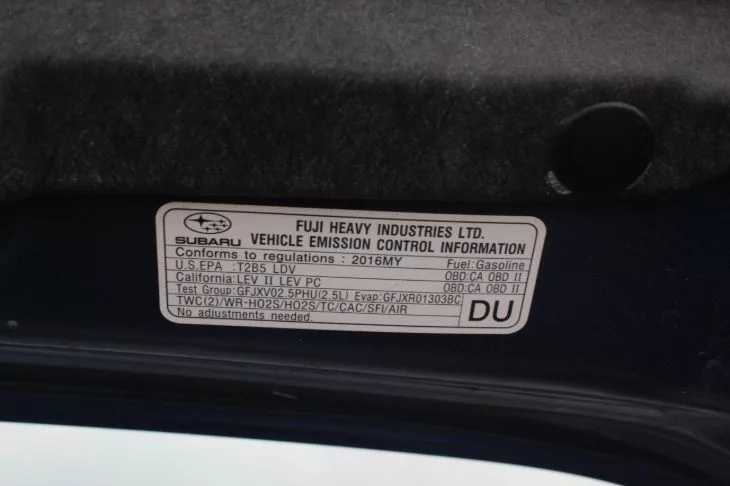 SUBARU
FUJI HEAVY INDUSTRIES LTD.
VEHICLE EMISSION CONTROL INFORMATION
Conforms to regulations : 2016MY Fuel:Gasoline
U.S.EPA :T2B5 LDV OBD:CA OBD II
California:LEV II LEV PC OBD:CA OBD II
Test Group:GFJXV02.5PHU(2.5L) Evap:GFJXR01303BC
TWC(2)/WR-HO2S/HO2S/TC/CAC/SFI/AIR
No adjustments needed.
DU